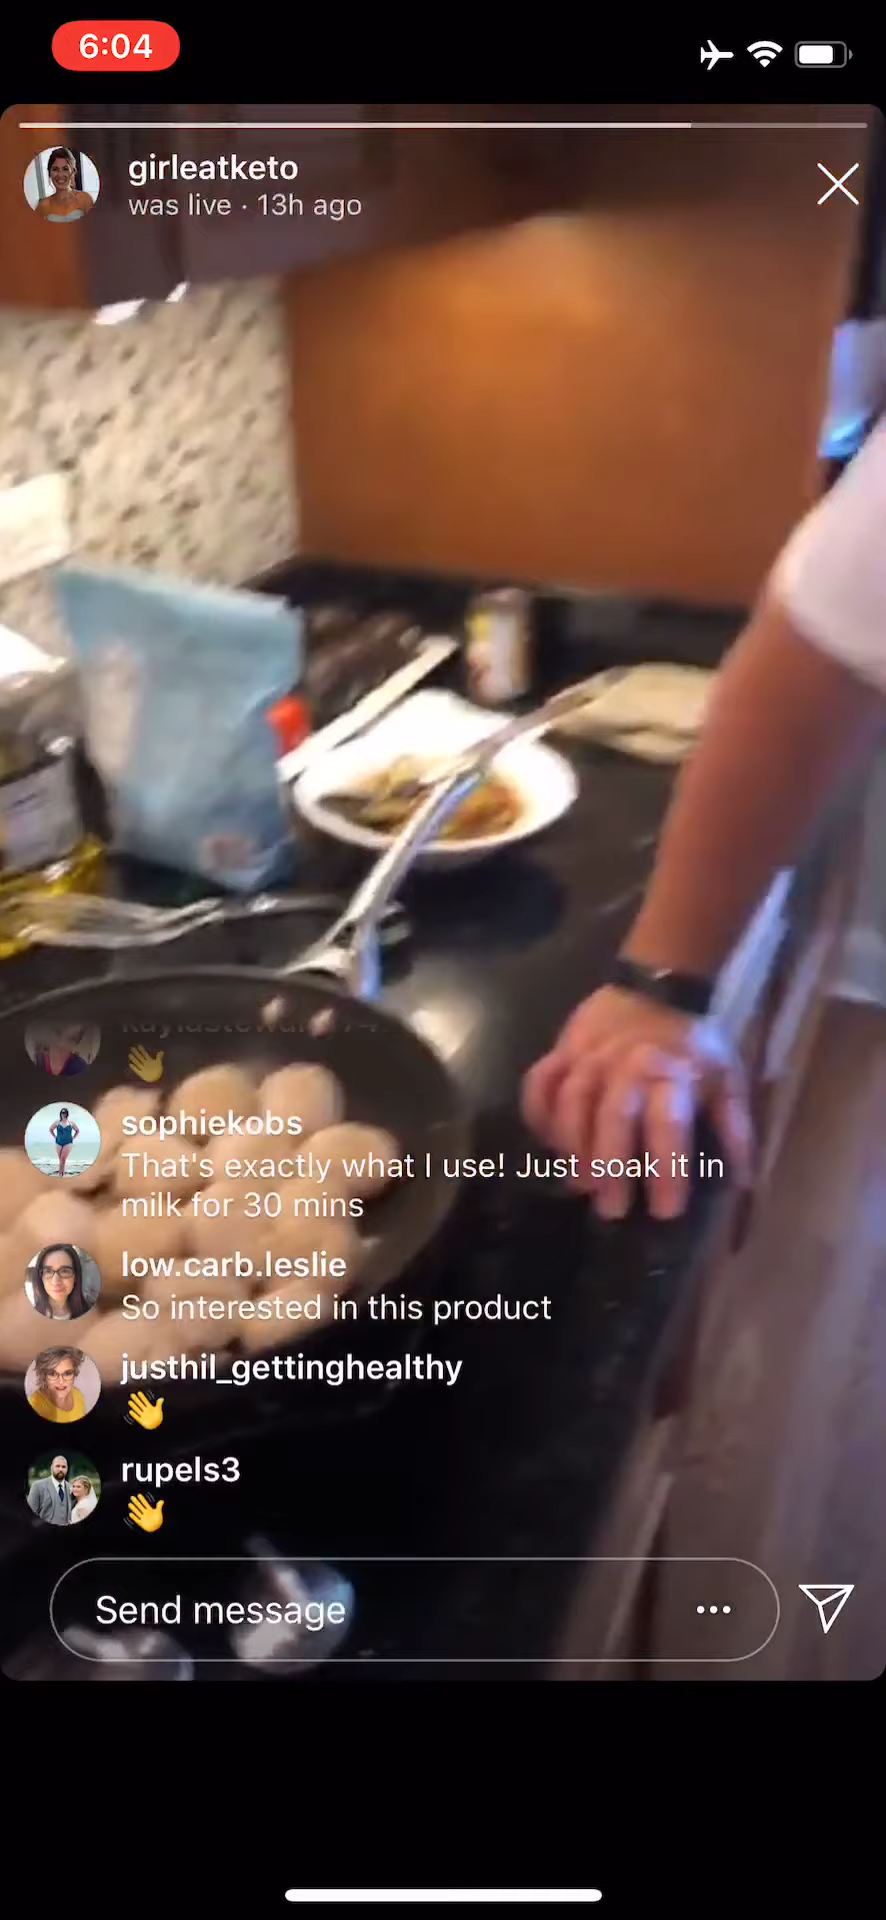 6:04
girleatketo
was live · 13h ago
👋
sophiekobs
That's exactly what I use! Just soak it in
milk for 30 mins
low.carb.leslie
So interested in this product
justhil_gettinghealthy
👋
rupels3
👋
Send message